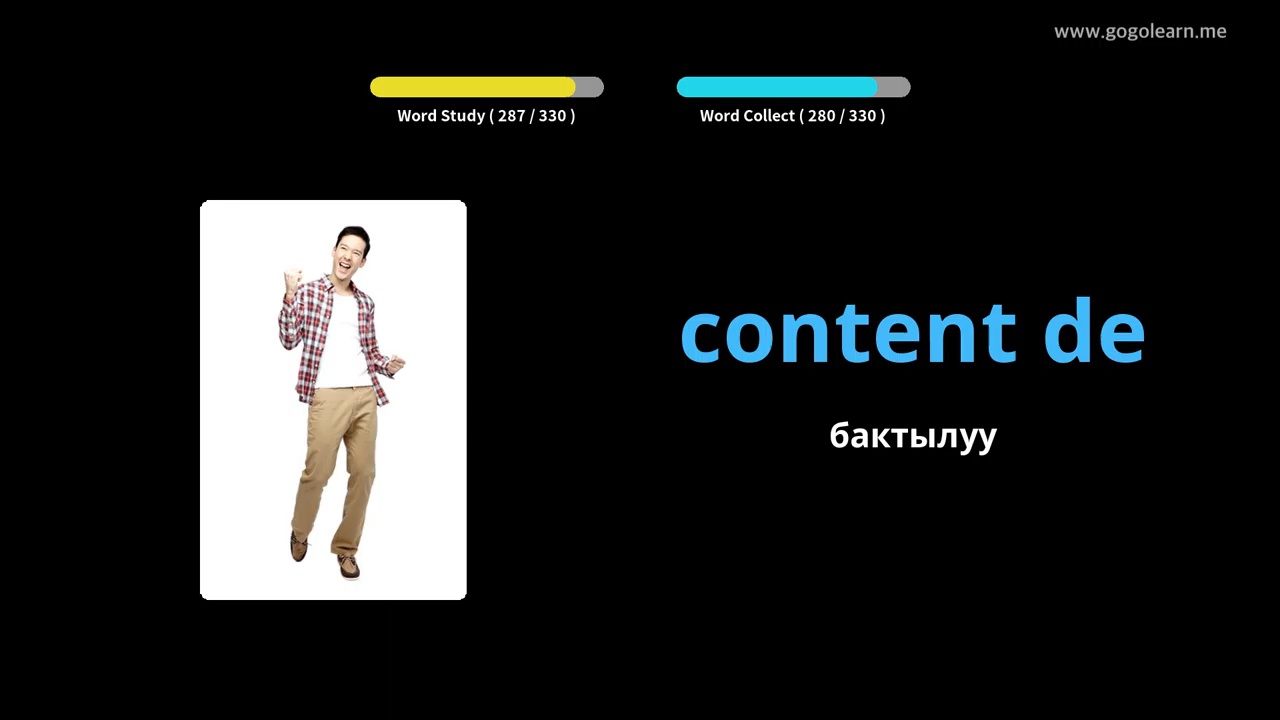 www.gogolearn.me
Word Study ( 287 / 330 )
Word Collect ( 280 / 330 )
content de
бактылуу